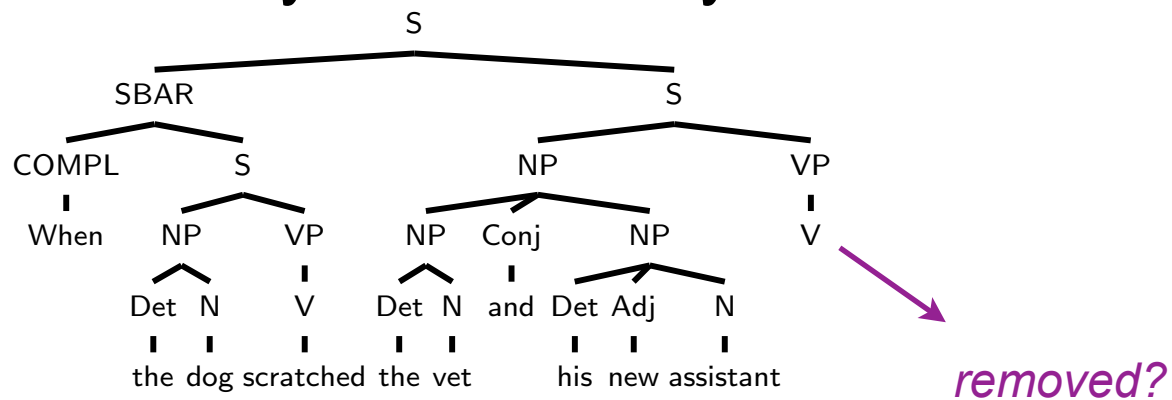 S
SBAR S
COMPL S NP VP
When NP VP NP Conj NP V
Det N V Det N and Det Adj N
the dog scratched the vet his new assistant
removed?